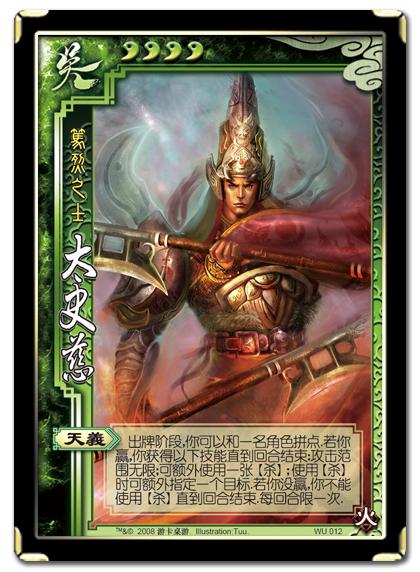 吴
篤烈之士
太史慈
天義
出牌阶段,你可以和一名角色拼点.若你
赢,你获得以下技能直到回合结束:攻击范
围无限;可额外使用一张【杀】;使用【杀】
时可额外指定一个目标.若你没赢,你不能
使用【杀】直到回合结束.每回合限一次.
火
™&© 2008 游卡桌游. Illustration:Tuu. WU 012